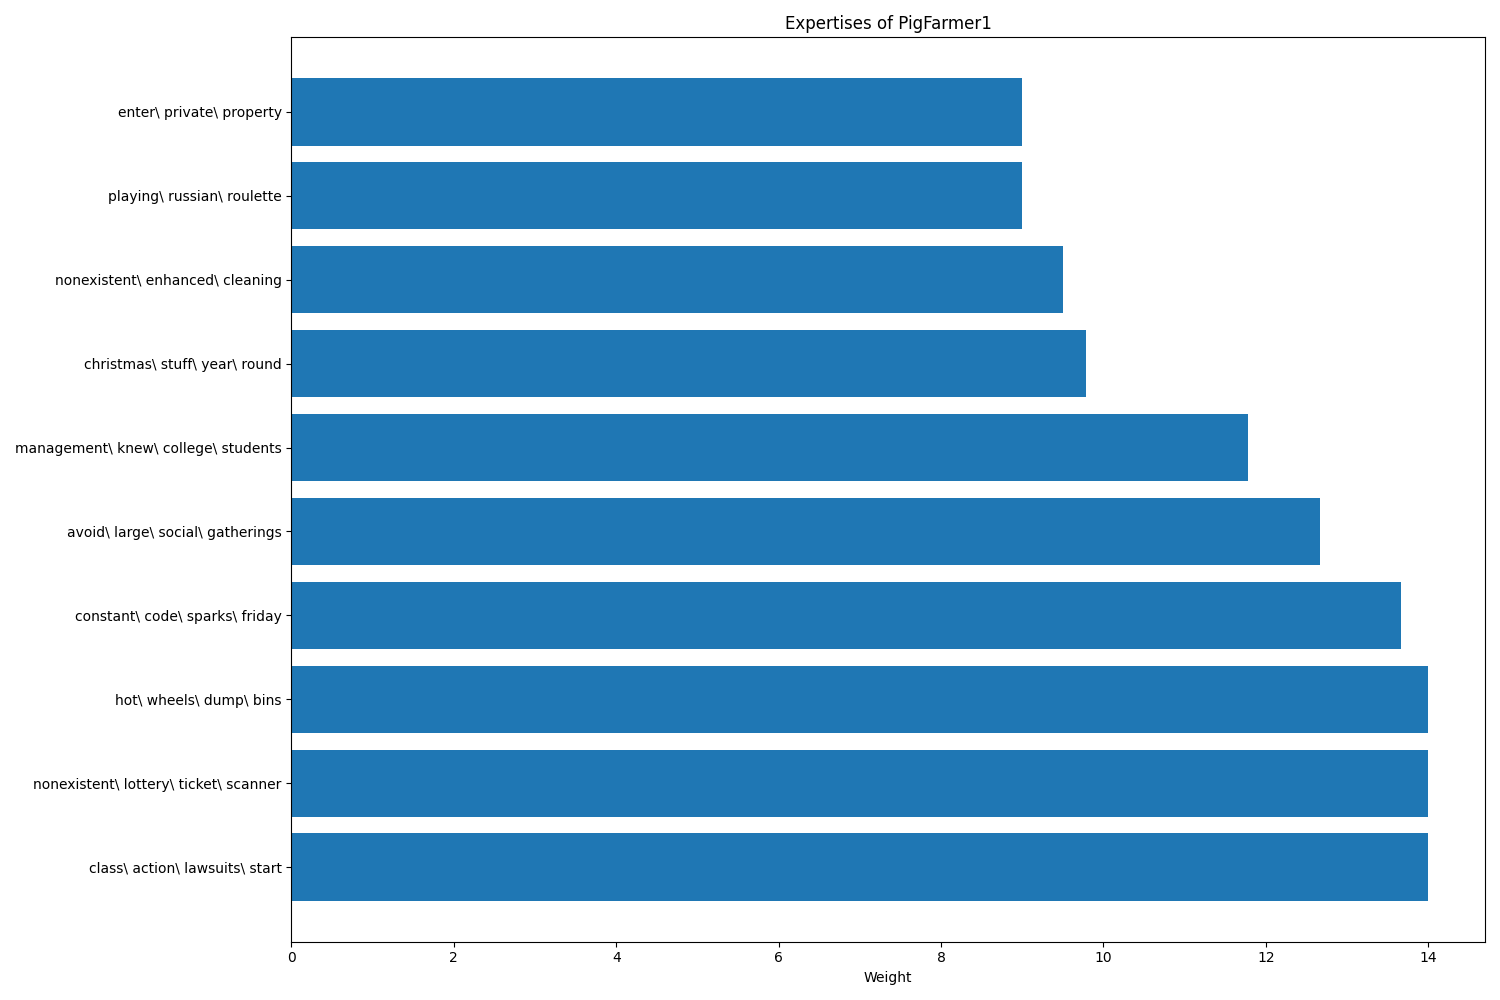 Expertises of PigFarmer1
enter\ private\ property
playing\ russian\ roulette
nonexistent\ enhanced\ cleaning
christmas\ stuff\ year\ round
management\ knew\ college\ students
avoid\ large\ social\ gatherings
constant\ code\ sparks\ friday
hot\ wheels\ dump\ bins
nonexistent\ lottery\ ticket\ scanner
class\ action\ lawsuits\ start
0 2 4 6 8 10 12 14
Weight